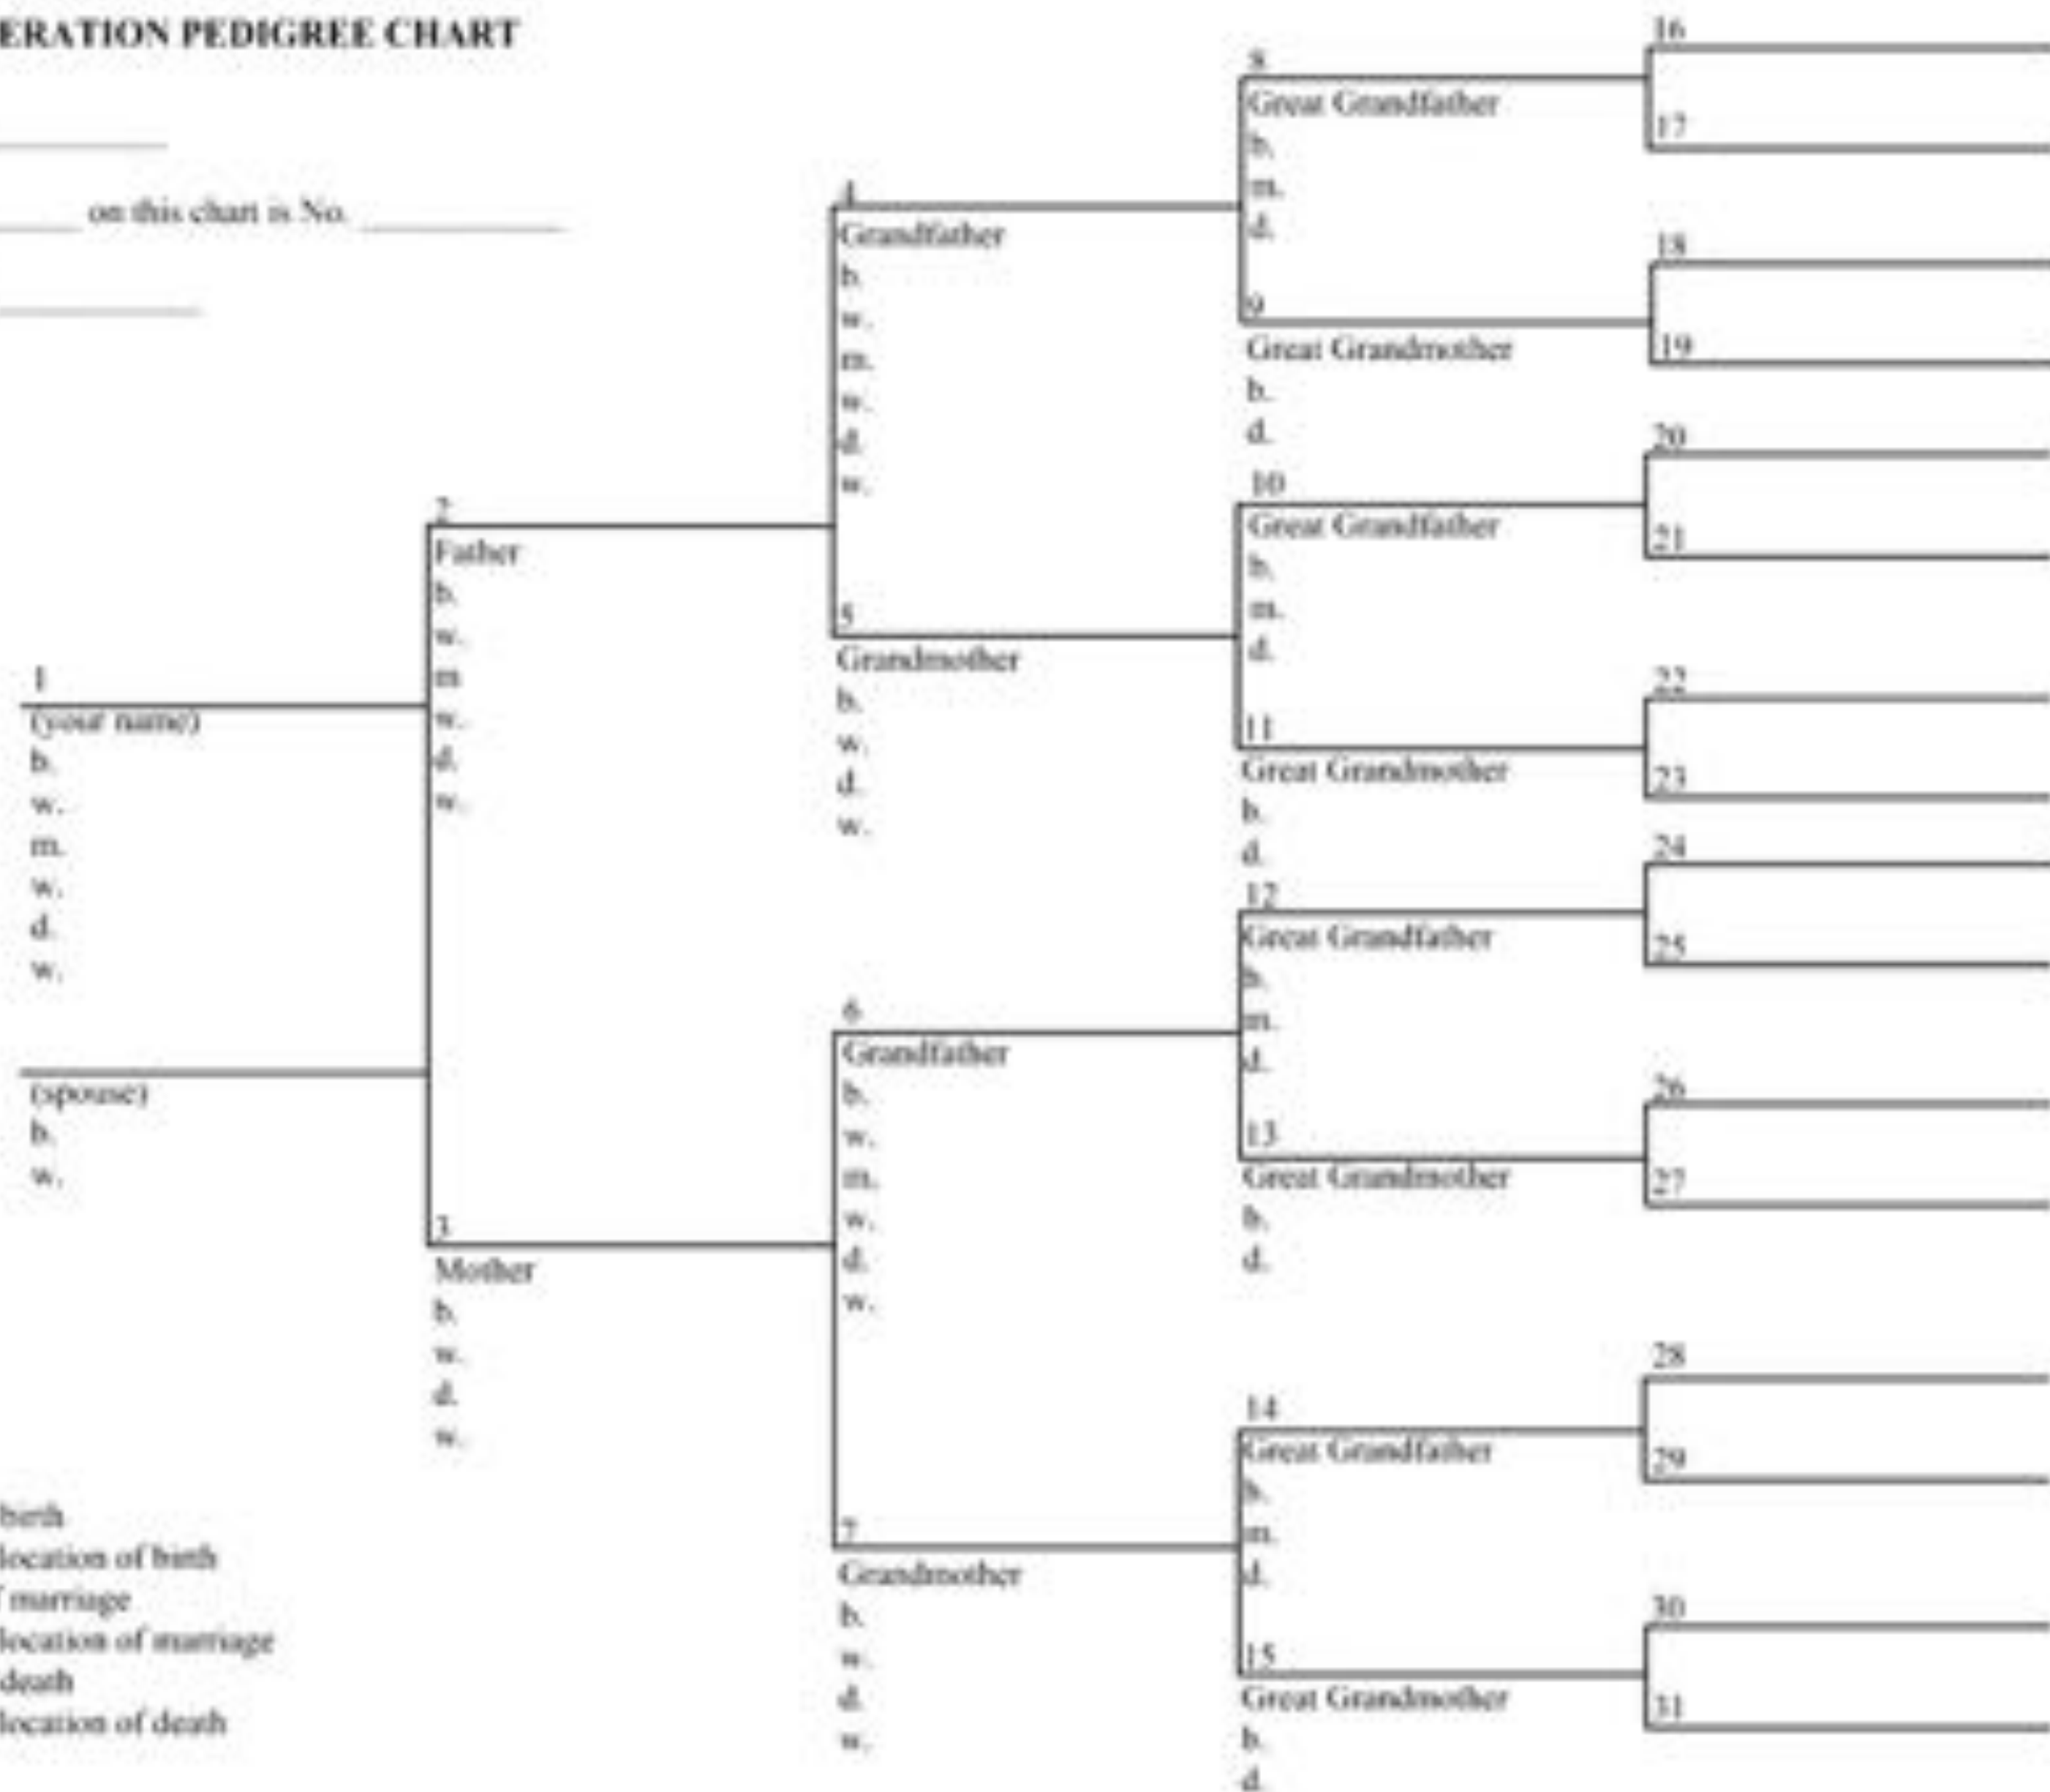 ERATION PEDIGREE CHART
on this chart is No.
1
(your name)
b.
w.
m.
w.
d.
w.
(spouse)
b.
w.
birth
location of birth
f marriage
location of marriage
death
location of death
2
Father
b.
w.
m
w.
d.
w.
3
Mother
b.
w.
d.
w.
4
Grandfather
b.
w.
m.
w.
d.
w.
5
Grandmother
b.
w.
d.
w.
6
Grandfather
b.
w.
m.
w.
d.
w.
7
Grandmother
b.
w.
d.
w.
8
Great Grandfather
b.
m.
d.
9
Great Grandmother
b.
d.
10
Great Grandfather
b.
m.
d.
11
Great Grandmother
b.
d.
12
Great Grandfather
b.
m.
d.
13
Great Grandmother
b.
d.
14
Great Grandfather
b.
m.
d.
15
Great Grandmother
b.
d.
16
17
18
19
20
21
22
23
24
25
26
27
28
29
30
31